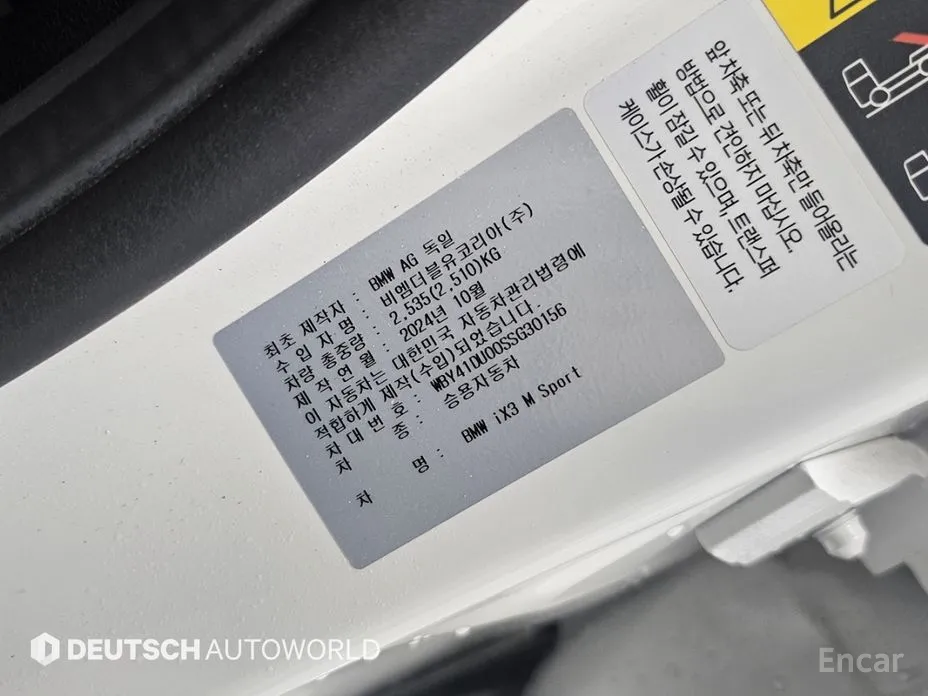 최초 제작자 : BMW AG 독일
수 입 자 명 : 비엠더블유코리아(주)
차량 총중량 : 2,535(2,510)KG
제 작 연 월 : 2024년 10월
이 자동차는 대한민국 자동차관리법령에
적합하게 제작(수입)되었습니다.
차 대 번 호 : WBY41DU00SSG30156
차 종 : 승용자동차
차 명 : BMW iX3 M Sport
앞 차축 또는 뒤 차축만 들어올리는
방법으로 견인하지 마십시오.
휠이 잠길 수 있으며, 트랜스퍼
케이스가 손상될 수 있습니다.
DEUTSCH AUTOWORLD
Encar